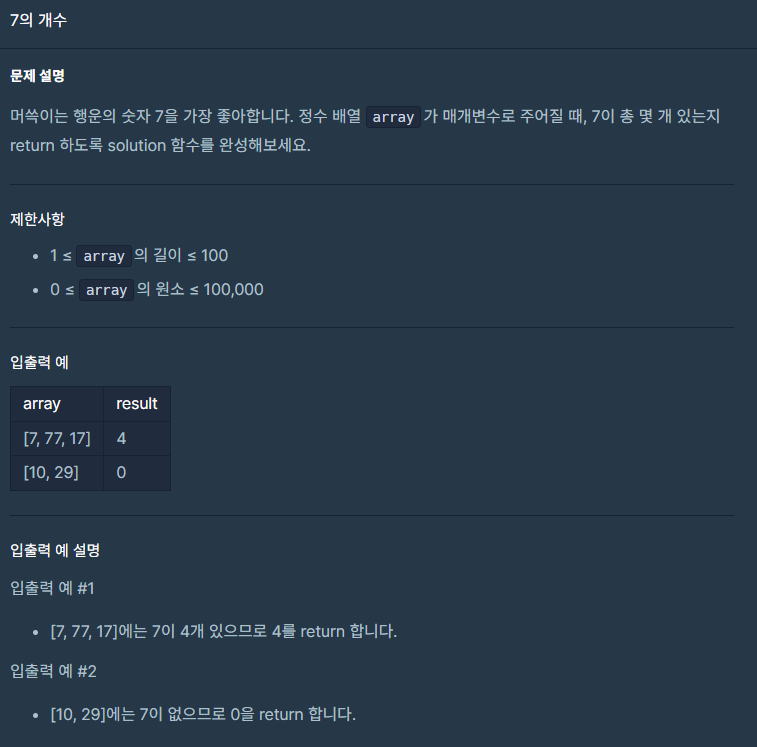 7의 개수
문제 설명
머쓱이는 행운의 숫자 7을 가장 좋아합니다. 정수 배열 array 가 매개변수로 주어질 때, 7이 총 몇 개 있는지
return 하도록 solution 함수를 완성해보세요.
제한사항
• 1 ≤ array 의 길이 ≤ 100
• 0 ≤ array 의 원소 ≤ 100,000
입출력 예
array result
[7, 77, 17] 4
[10, 29] 0
입출력 예 설명
입출력 예 #1
• [7, 77, 17]에는 7이 4개 있으므로 4를 return 합니다.
입출력 예 #2
• [10, 29]에는 7이 없으므로 0을 return 합니다.